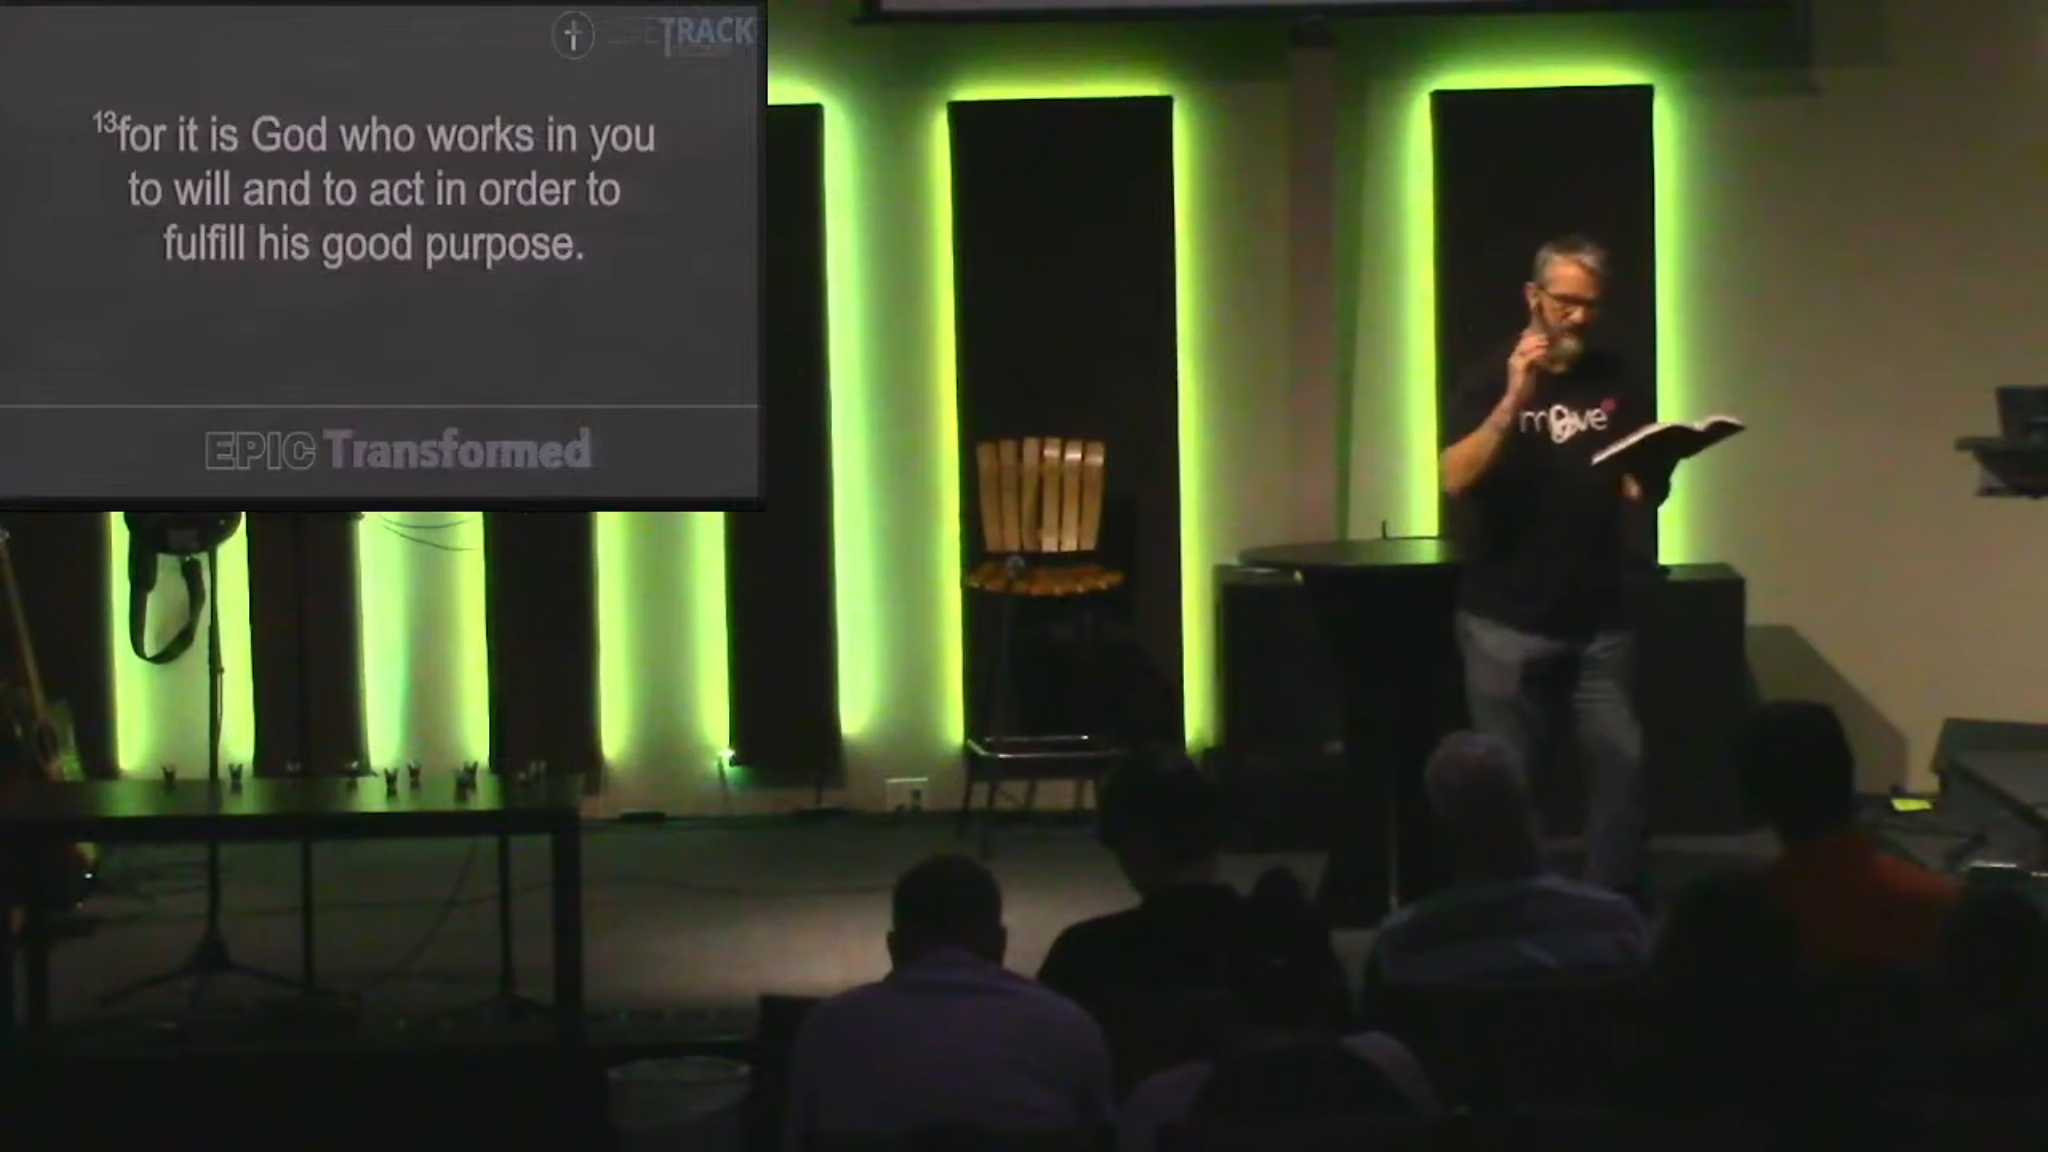 TRACK
¹³for it is God who works in you
to will and to act in order to
fulfill his good purpose.
EPIC Transformed